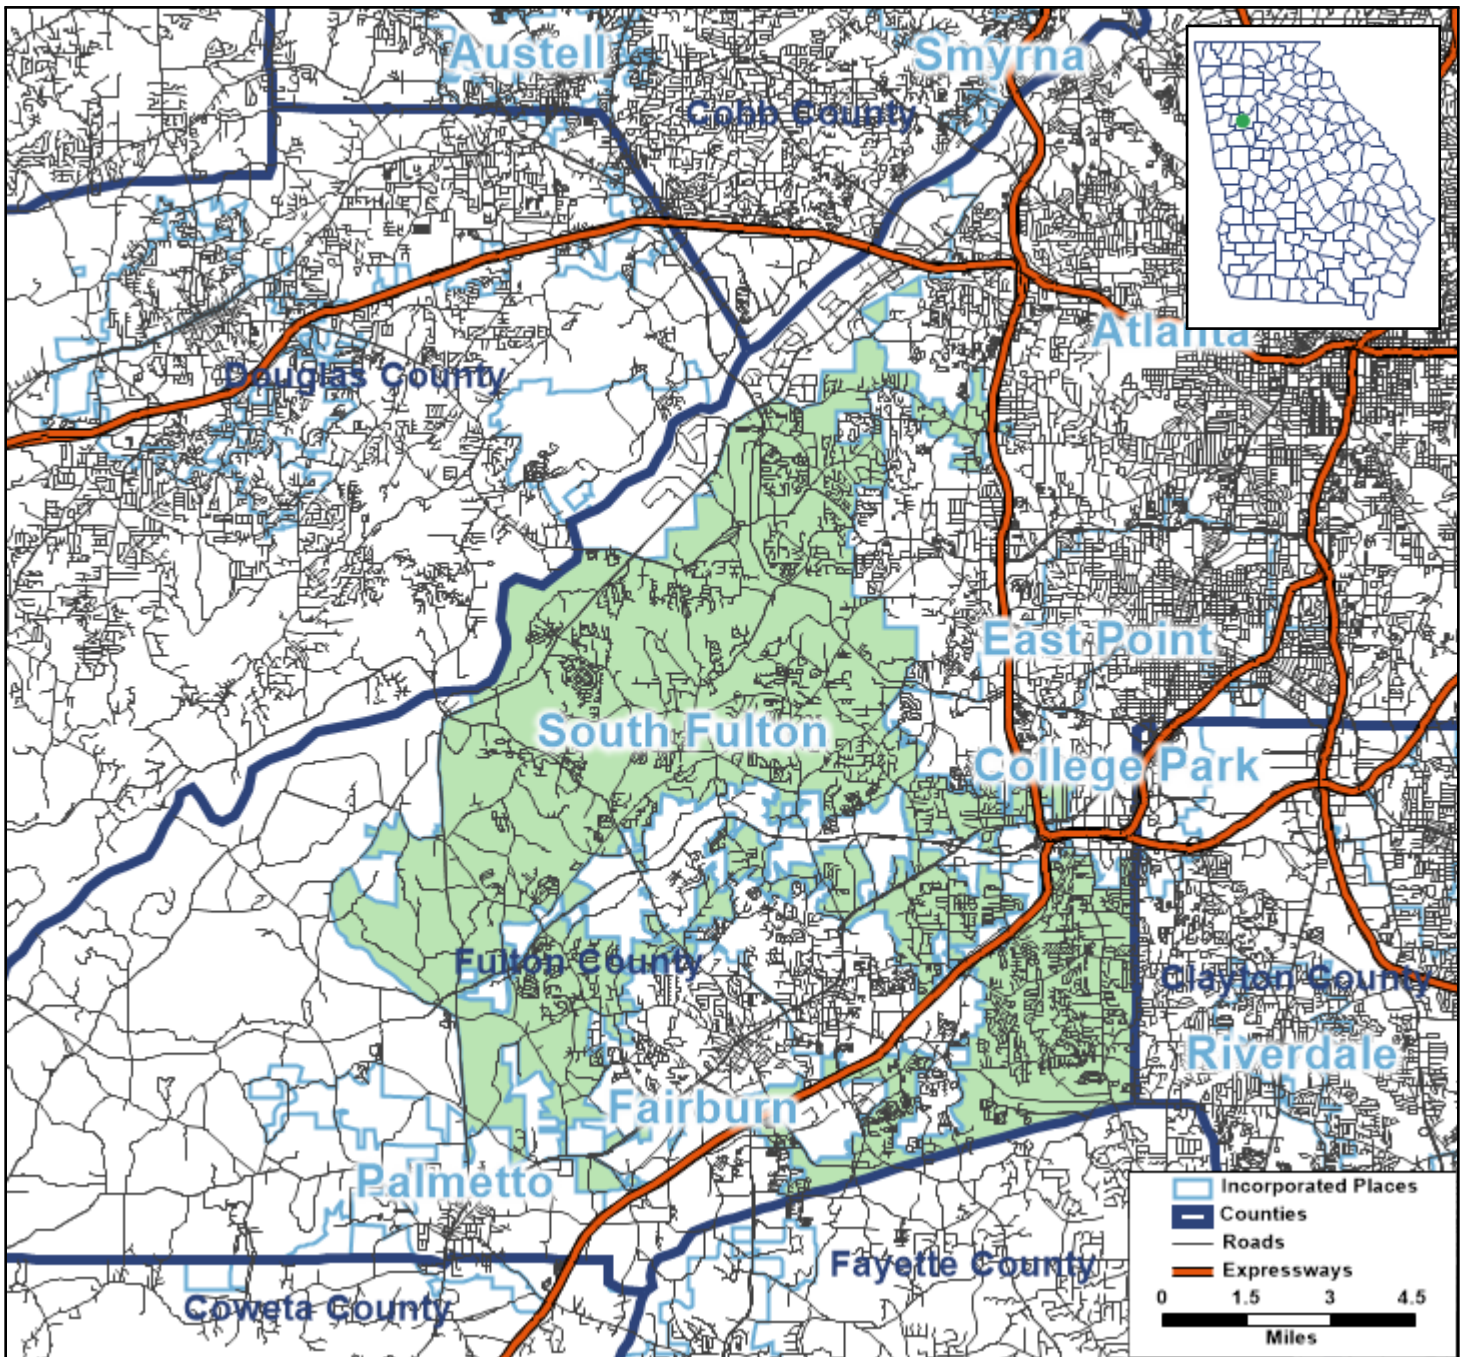 Austell
Smyrna
Cobb County
Atlanta
Douglas County
East Point
South Fulton
College Park
Fulton County
Clayton County
Riverdale
Fairburn
Palmetto
Fayette County
Coweta County
Incorporated Places
Counties
Roads
Expressways
0 1.5 3 4.5
Miles